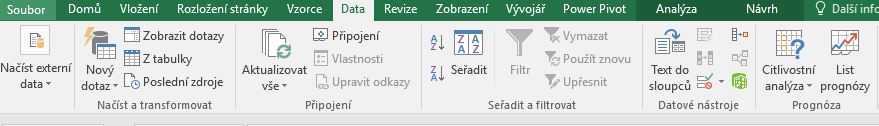 Soubor Domů Vložení Rozložení stránky Vzorce Data Revize Zobrazení Vývojář Power Pivot Analýza Návrh Další info
Načíst externí
data
Nový
dotaz
Zobrazit dotazy
Z tabulky
Poslední zdroje
Načíst a transformovat
Aktualizovat
vše
Připojení
Vlastnosti
Upravit odkazy
Připojení
A
Z
Z
A
Z A
A Z
Seřadit
Filtr
Vymazat
Použít znovu
Upřesnit
Seřadit a filtrovat
Text do
sloupců
Datové nástroje
Citlivostní
analýza
List
prognózy
Prognóza